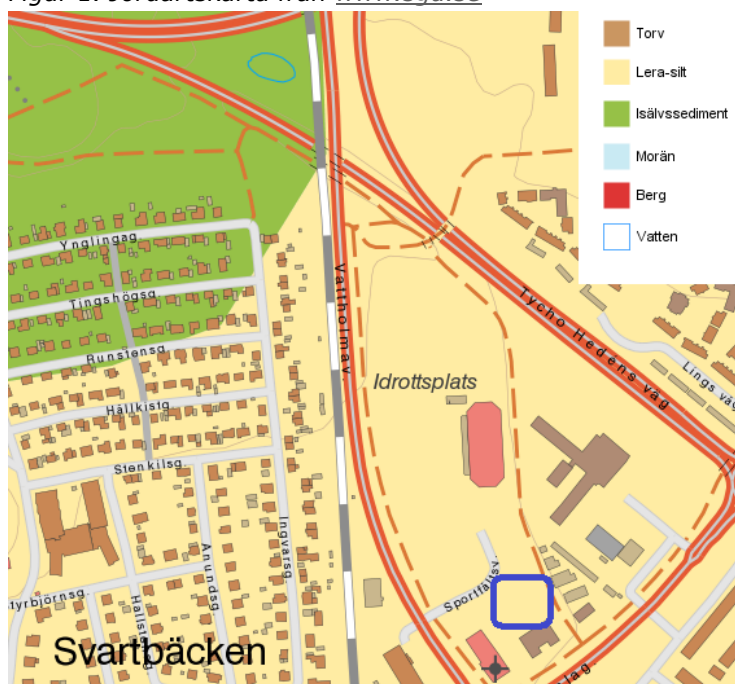 Torv
Lera-silt
Isälvssediment
Morän
Berg
Vatten
Ynglingag
Tingshögsg.
Runstensg.
Hällkistg
Stenkilsg.
Vattholmav.
Tycho Hedéns väg
Lings väg
Idrottsplats
Ingvarsg.
Anundsg
Sportfältsv.
tyrbjörnsg.
Svartbäcken